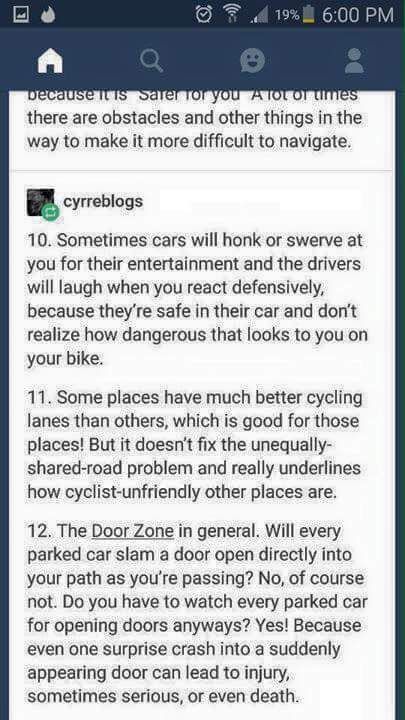 19% 6:00 PM
because it is "Safer for you" A lot of times
there are obstacles and other things in the
way to make it more difficult to navigate.
cyrreblogs
10. Sometimes cars will honk or swerve at
you for their entertainment and the drivers
will laugh when you react defensively,
because they're safe in their car and don't
realize how dangerous that looks to you on
your bike.
11. Some places have much better cycling
lanes than others, which is good for those
places! But it doesn't fix the unequally-
shared-road problem and really underlines
how cyclist-unfriendly other places are.
12. The Door Zone in general. Will every
parked car slam a door open directly into
your path as you're passing? No, of course
not. Do you have to watch every parked car
for opening doors anyways? Yes! Because
even one surprise crash into a suddenly
appearing door can lead to injury,
sometimes serious, or even death.